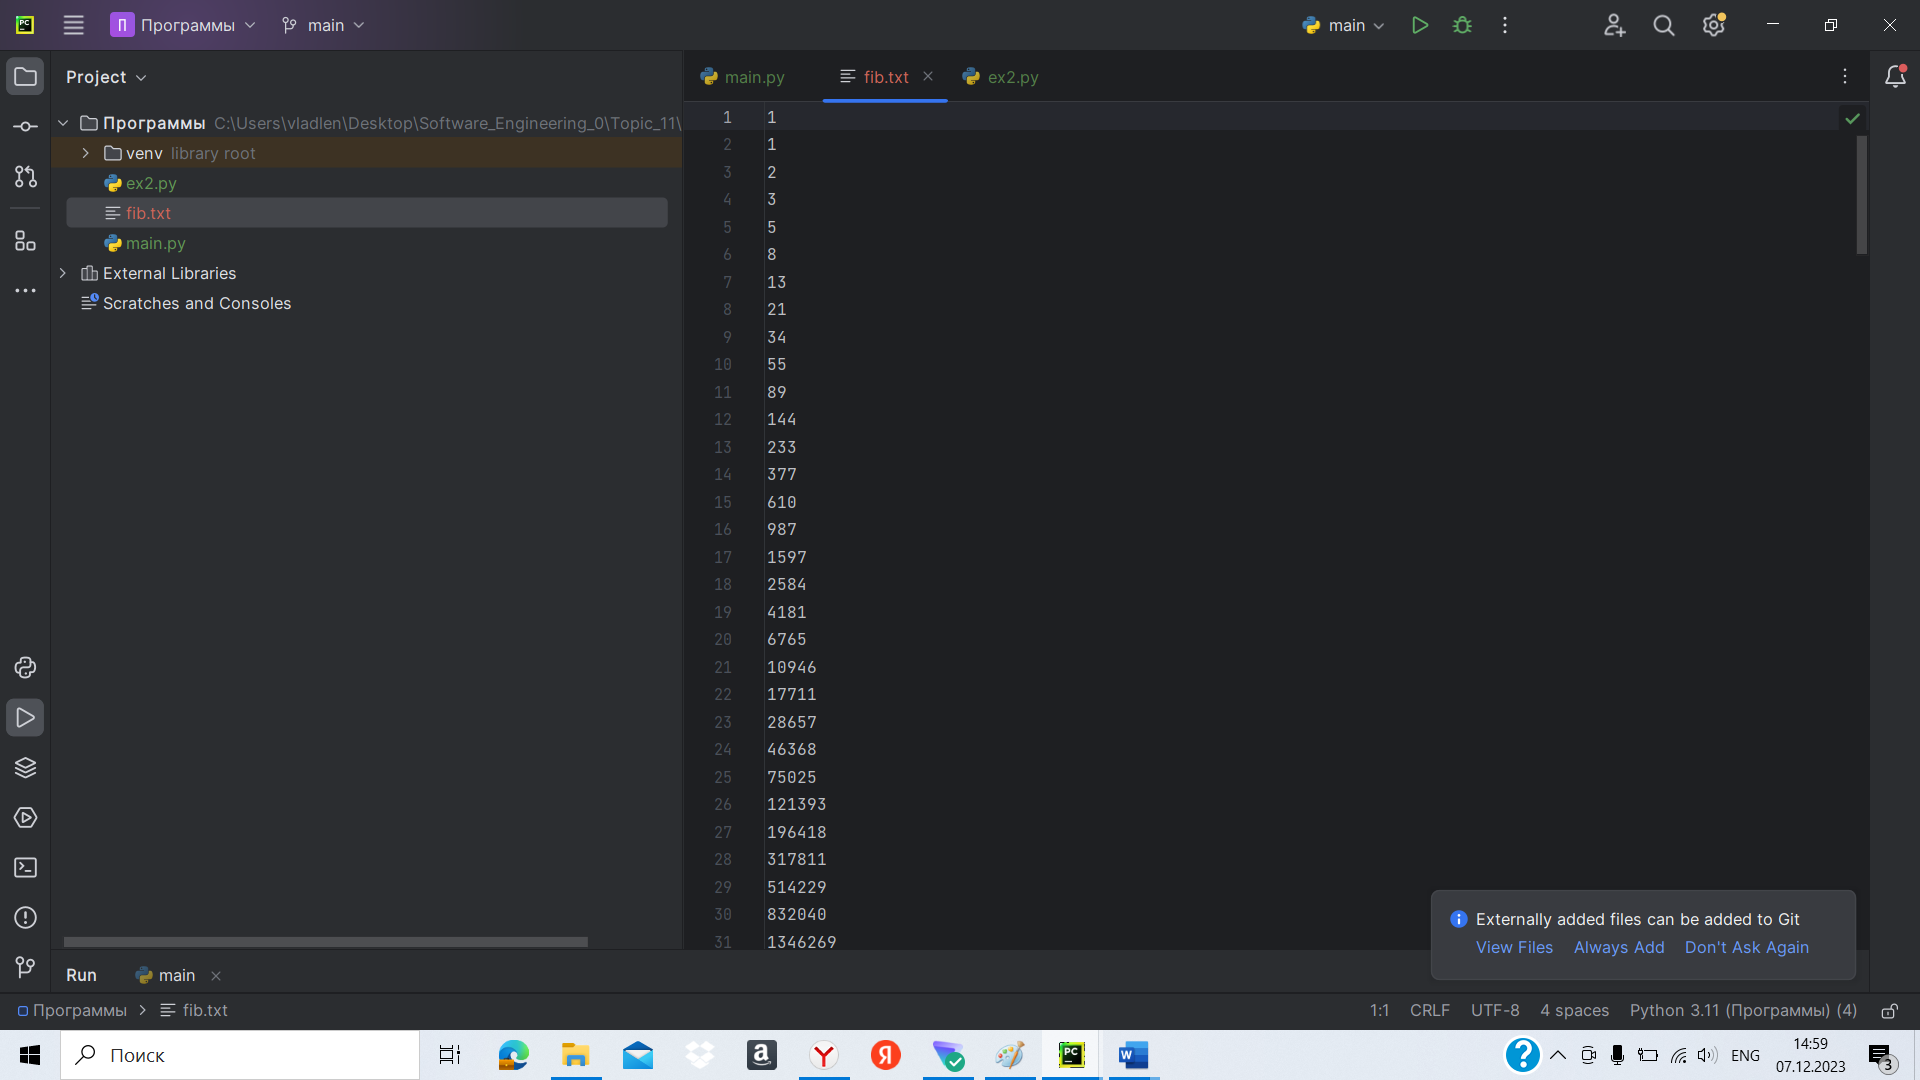 П Программы main main
Project
main.py fib.txt ex2.py
Программы C:\Users\vladlen\Desktop\Software_Engineering_0\Topic_11\
venv library root
ex2.py
fib.txt
main.py
External Libraries
Scratches and Consoles
1 1
2 1
3 2
4 3
5 5
6 8
7 13
8 21
9 34
10 55
11 89
12 144
13 233
14 377
15 610
16 987
17 1597
18 2584
19 4181
20 6765
21 10946
22 17711
23 28657
24 46368
25 75025
26 121393
27 196418
28 317811
29 514229
30 832040
31 1346269
Externally added files can be added to Git
View Files Always Add Don't Ask Again
Run main
Программы fib.txt 1:1 CRLF UTF-8 4 spaces Python 3.11 (Программы) (4)
Поиск
ENG
14:59
07.12.2023
3